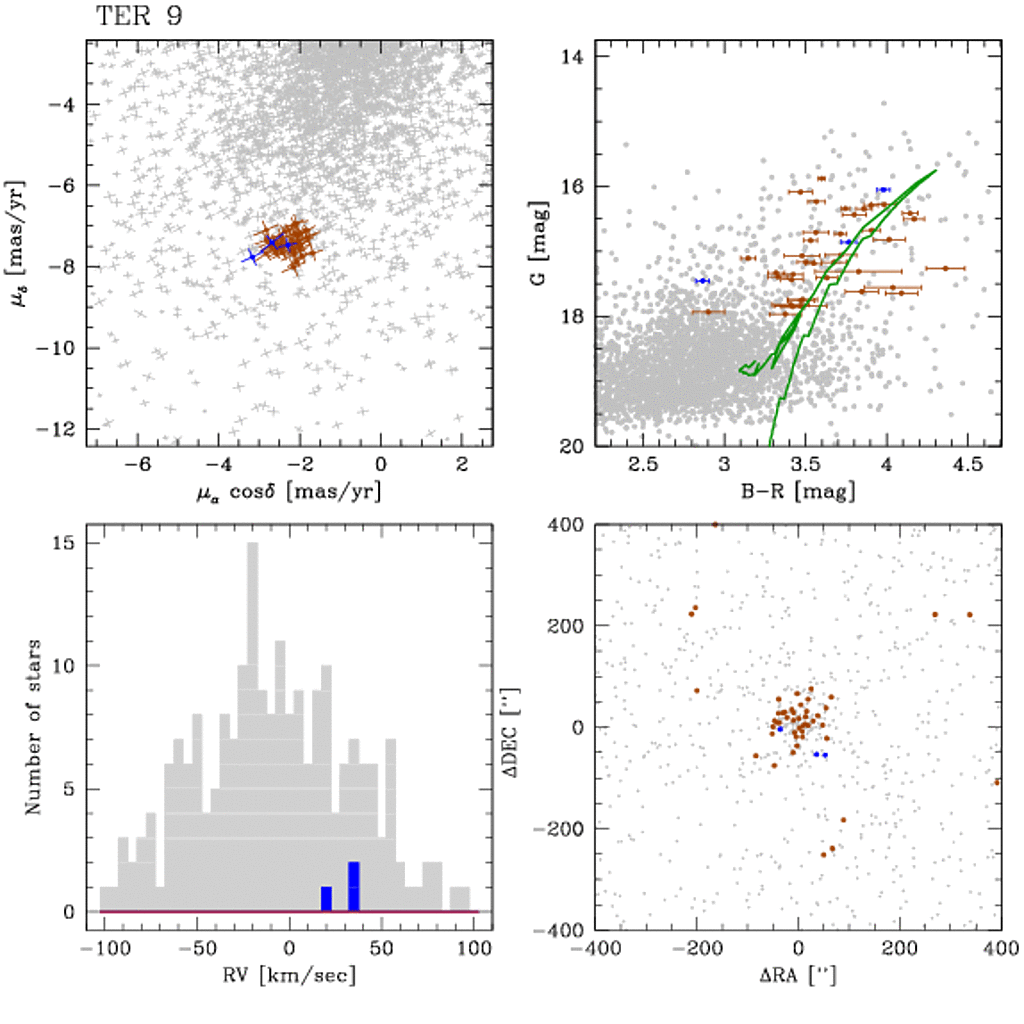 TER 9
−4
−6
−8
−10
−12
μδ [mas/yr]
−6 −4 −2 0 2
μα cosδ [mas/yr]
14
16
18
20
G [mag]
2.5 3 3.5 4 4.5
B−R [mag]
15
10
5
0
Number of stars
−100 −50 0 50 100
RV [km/sec]
400
200
0
−200
−400
ΔDEC [″]
−400 −200 0 200 400
ΔRA [″]